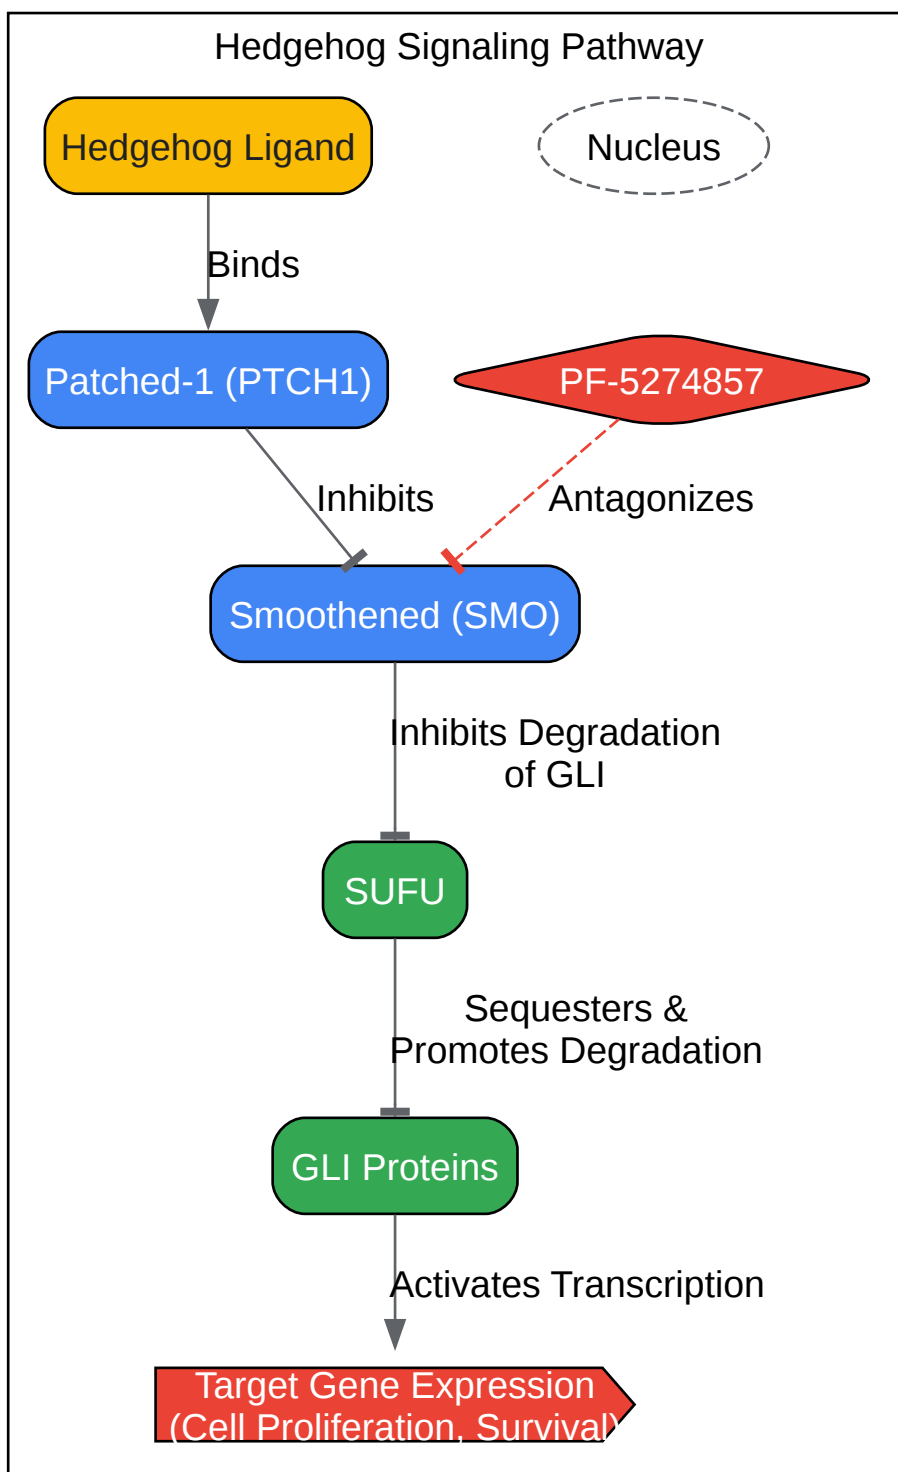 Hedgehog Signaling Pathway
Hedgehog Ligand
Nucleus
Binds
Patched-1 (PTCH1)
PF-5274857
Inhibits
Antagonizes
Smoothened (SMO)
Inhibits Degradation
of GLI
SUFU
Sequesters &
Promotes Degradation
GLI Proteins
Activates Transcription
Target Gene Expression
(Cell Proliferation, Survival)